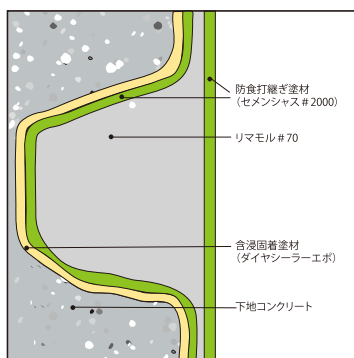 防食打継ぎ塗材
(セメンシャス#2000)
リマモル#70
含浸固着塗材
(ダイヤシーラーエポ)
下地コンクリート